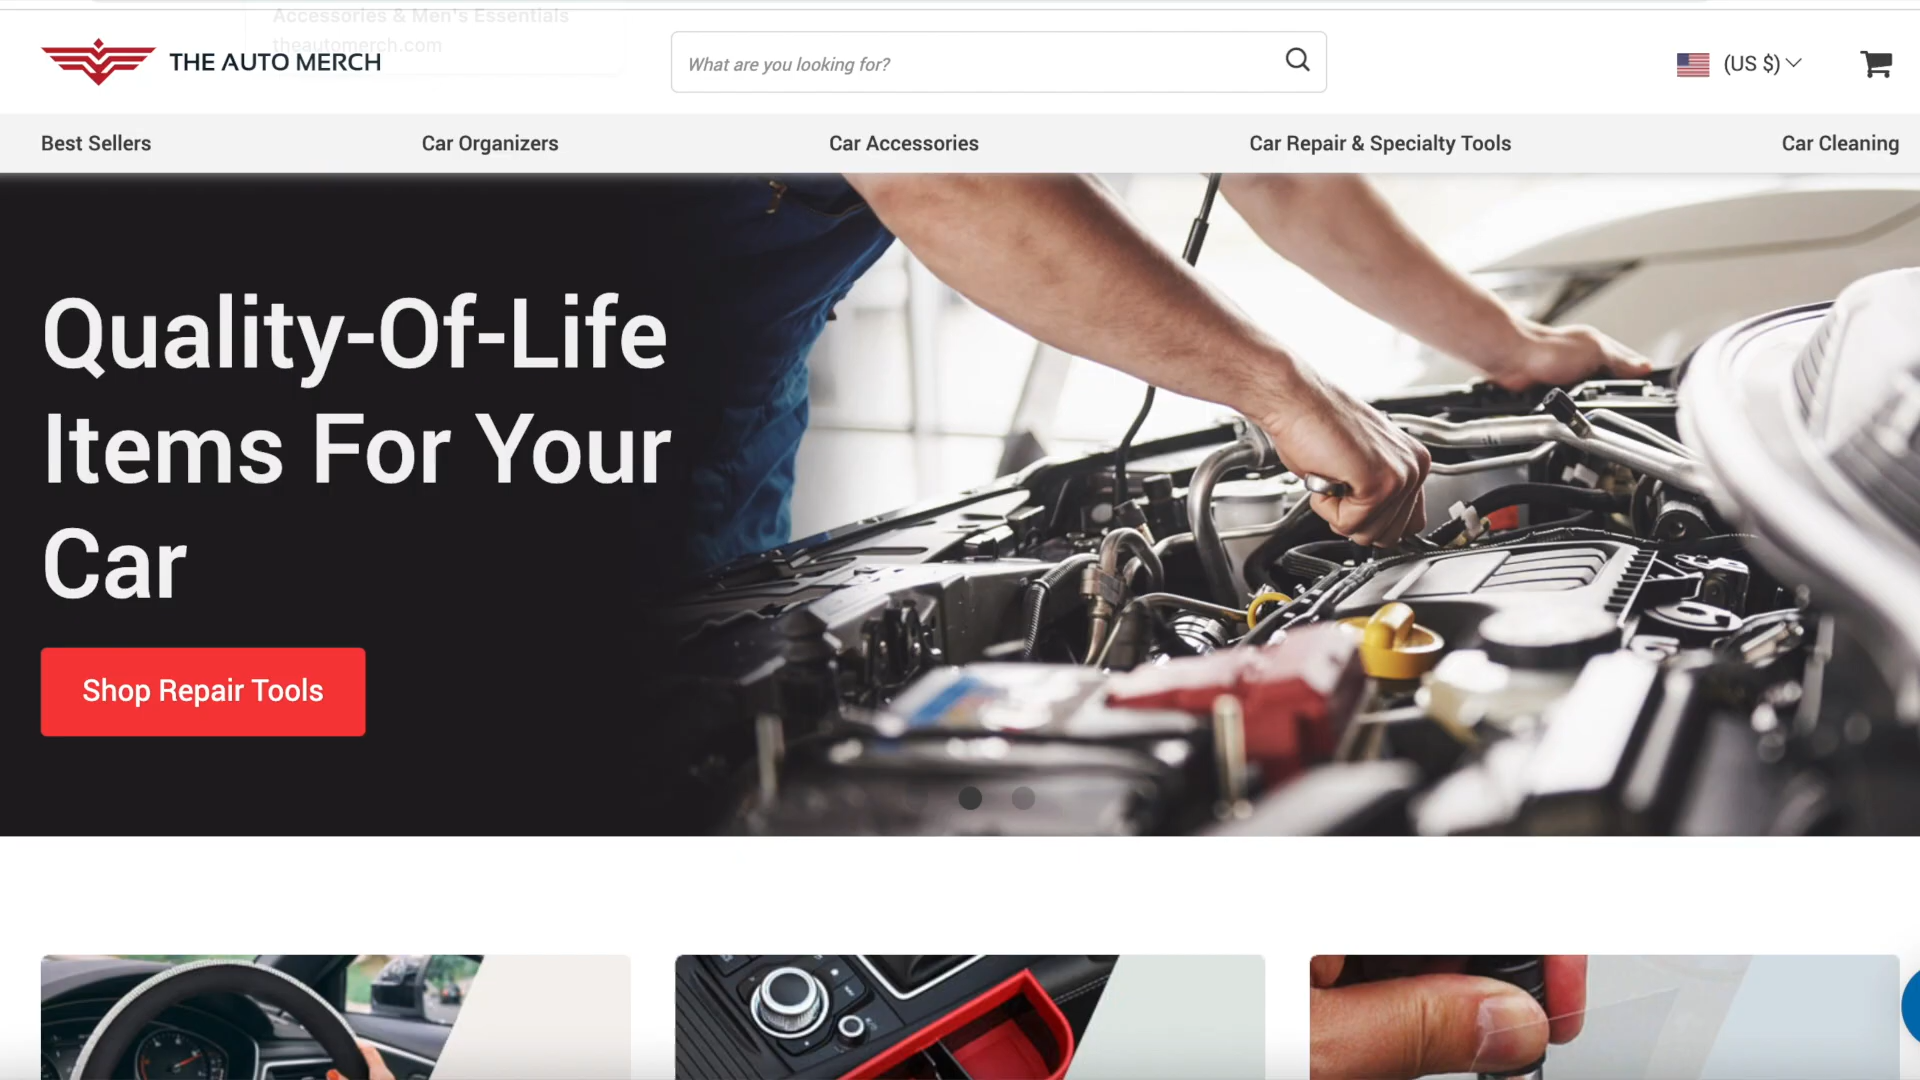 Accessories & Men's Essentials
theautomerch.com
THE AUTO MERCH
What are you looking for?
(US $)
Best Sellers
Car Organizers
Car Accessories
Car Repair & Specialty Tools
Car Cleaning
Quality-Of-Life
Items For Your
Car
Shop Repair Tools